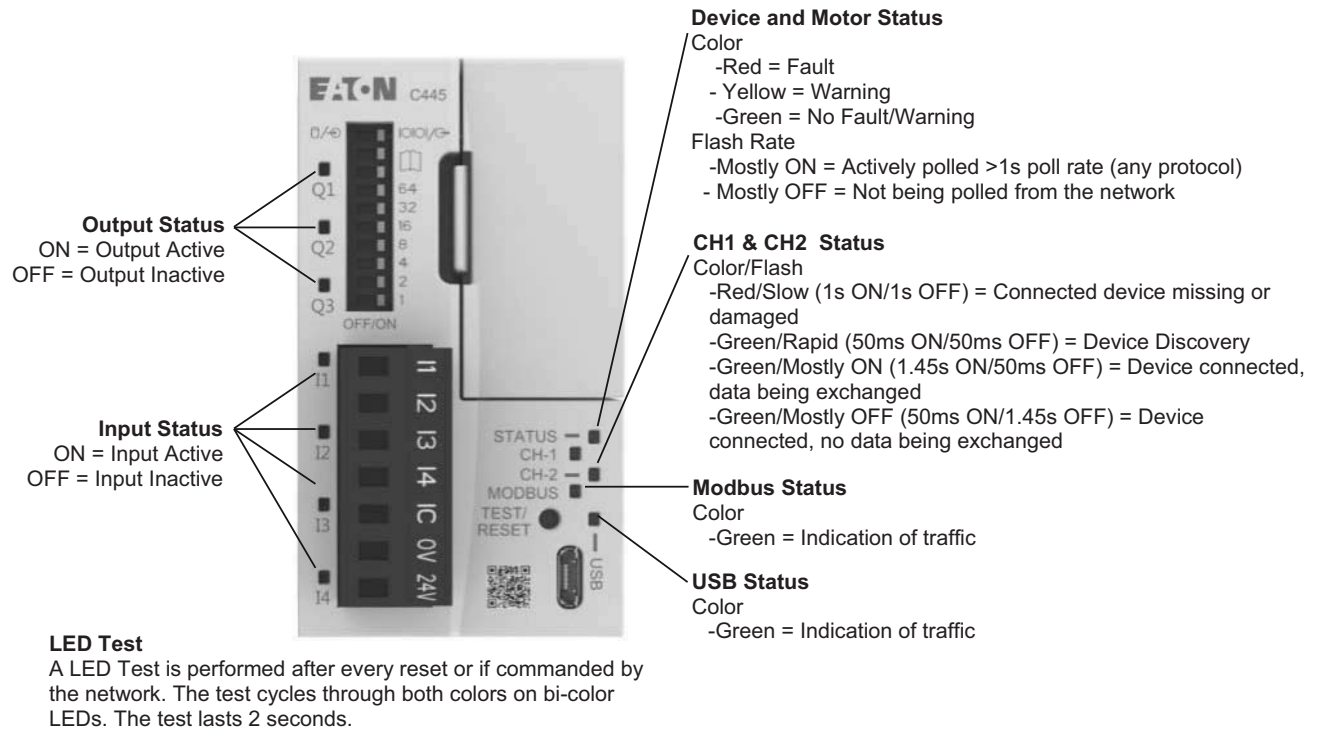 Device and Motor Status
Color
-Red = Fault
- Yellow = Warning
-Green = No Fault/Warning
Flash Rate
-Mostly ON = Actively polled >1s poll rate (any protocol)
- Mostly OFF = Not being polled from the network
CH1 & CH2 Status
Color/Flash
-Red/Slow (1s ON/1s OFF) = Connected device missing or
damaged
-Green/Rapid (50ms ON/50ms OFF) = Device Discovery
-Green/Mostly ON (1.45s ON/50ms OFF) = Device connected,
data being exchanged
-Green/Mostly OFF (50ms ON/1.45s OFF) = Device
connected, no data being exchanged
Modbus Status
Color
-Green = Indication of traffic
USB Status
Color
-Green = Indication of traffic
Output Status
ON = Output Active
OFF = Output Inactive
Input Status
ON = Input Active
OFF = Input Inactive
EATON C445
Q1
Q2
Q3
64
32
16
8
4
2
1
OFF/ON
I1
I2
I3
I4
I1
I2
I3
I4
IC
0V
24V
STATUS
CH-1
CH-2
MODBUS
TEST/
RESET
USB
LED Test
A LED Test is performed after every reset or if commanded by
the network. The test cycles through both colors on bi-color
LEDs. The test lasts 2 seconds.